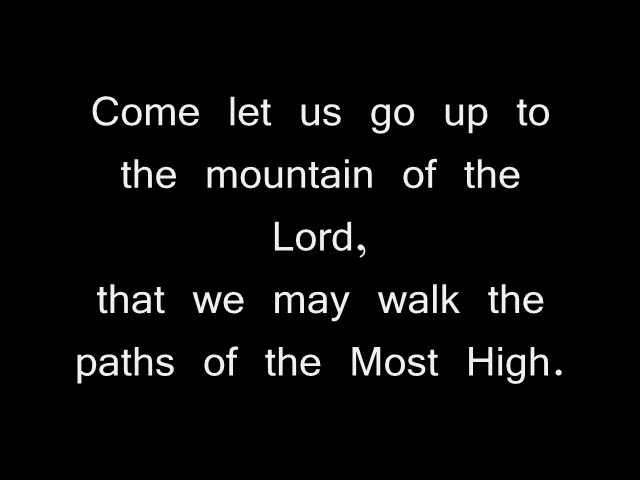 Come let us go up to
the mountain of the
Lord,
that we may walk the
paths of the Most High.